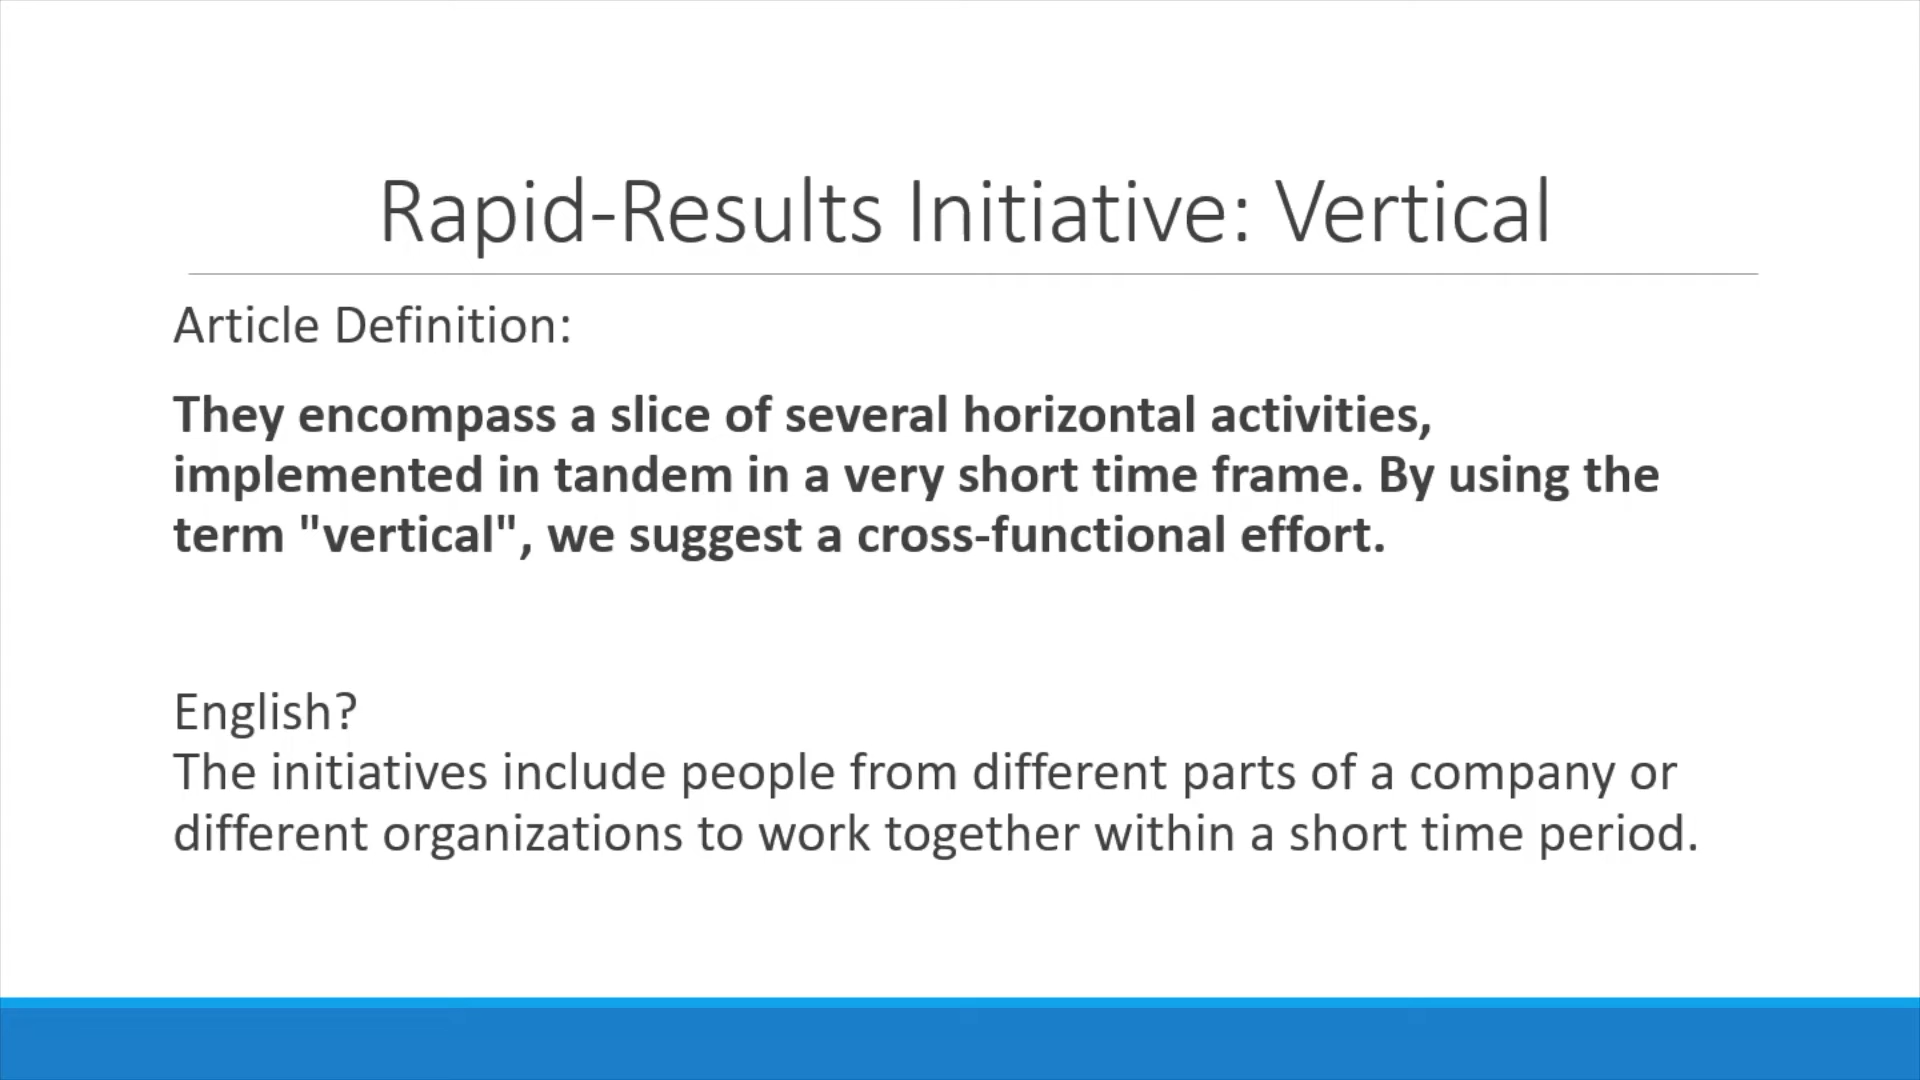 Rapid-Results Initiative: Vertical
Article Definition:
They encompass a slice of several horizontal activities,
implemented in tandem in a very short time frame. By using the
term "vertical", we suggest a cross-functional effort.
English?
The initiatives include people from different parts of a company or
different organizations to work together within a short time period.